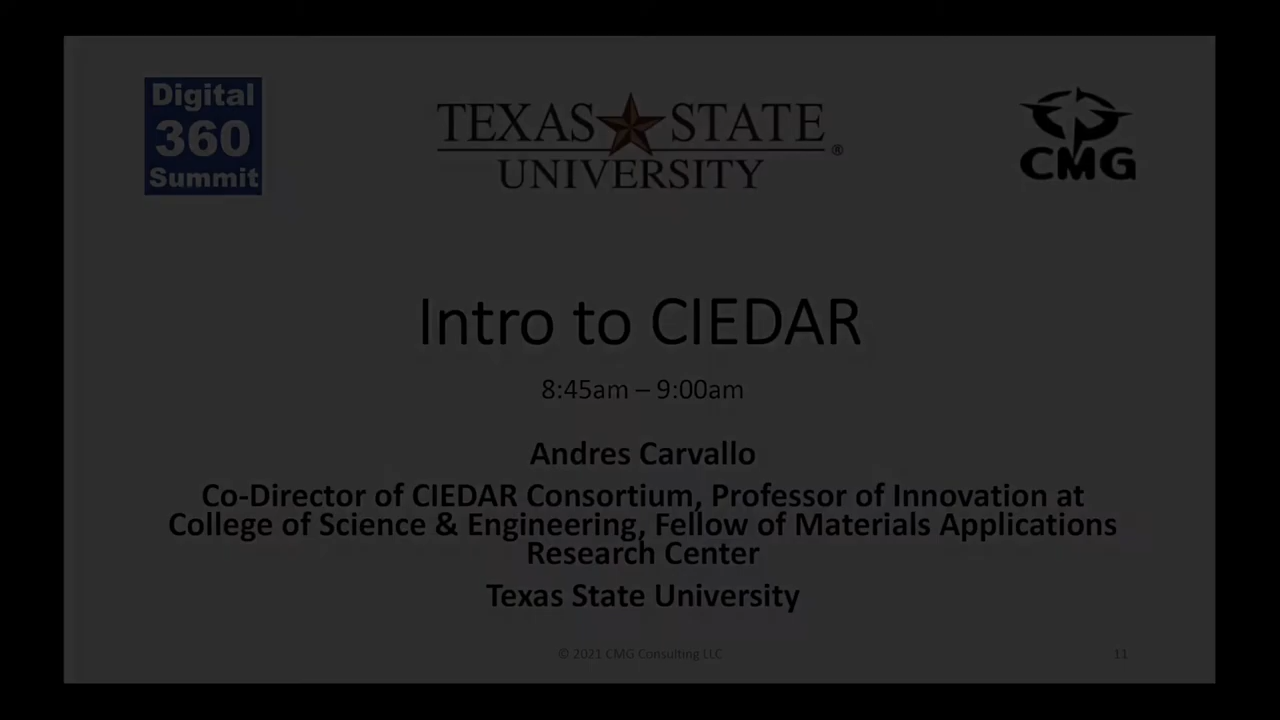 Digital
360
Summit
TEXAS STATE
UNIVERSITY
®
CMG
Intro to CIEDAR
8:45am – 9:00am
Andres Carvallo
Co-Director of CIEDAR Consortium, Professor of Innovation at
College of Science & Engineering, Fellow of Materials Applications
Research Center
Texas State University
© 2021 CMG Consulting LLC
11